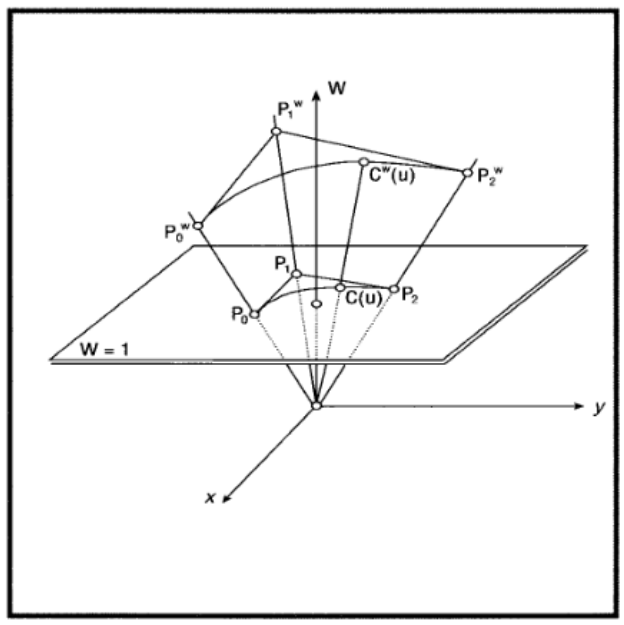 W
P₁ʷ
Cʷ(u)
P₂ʷ
P₀ʷ
P₁
C(u)
P₂
P₀
W = 1
y
x